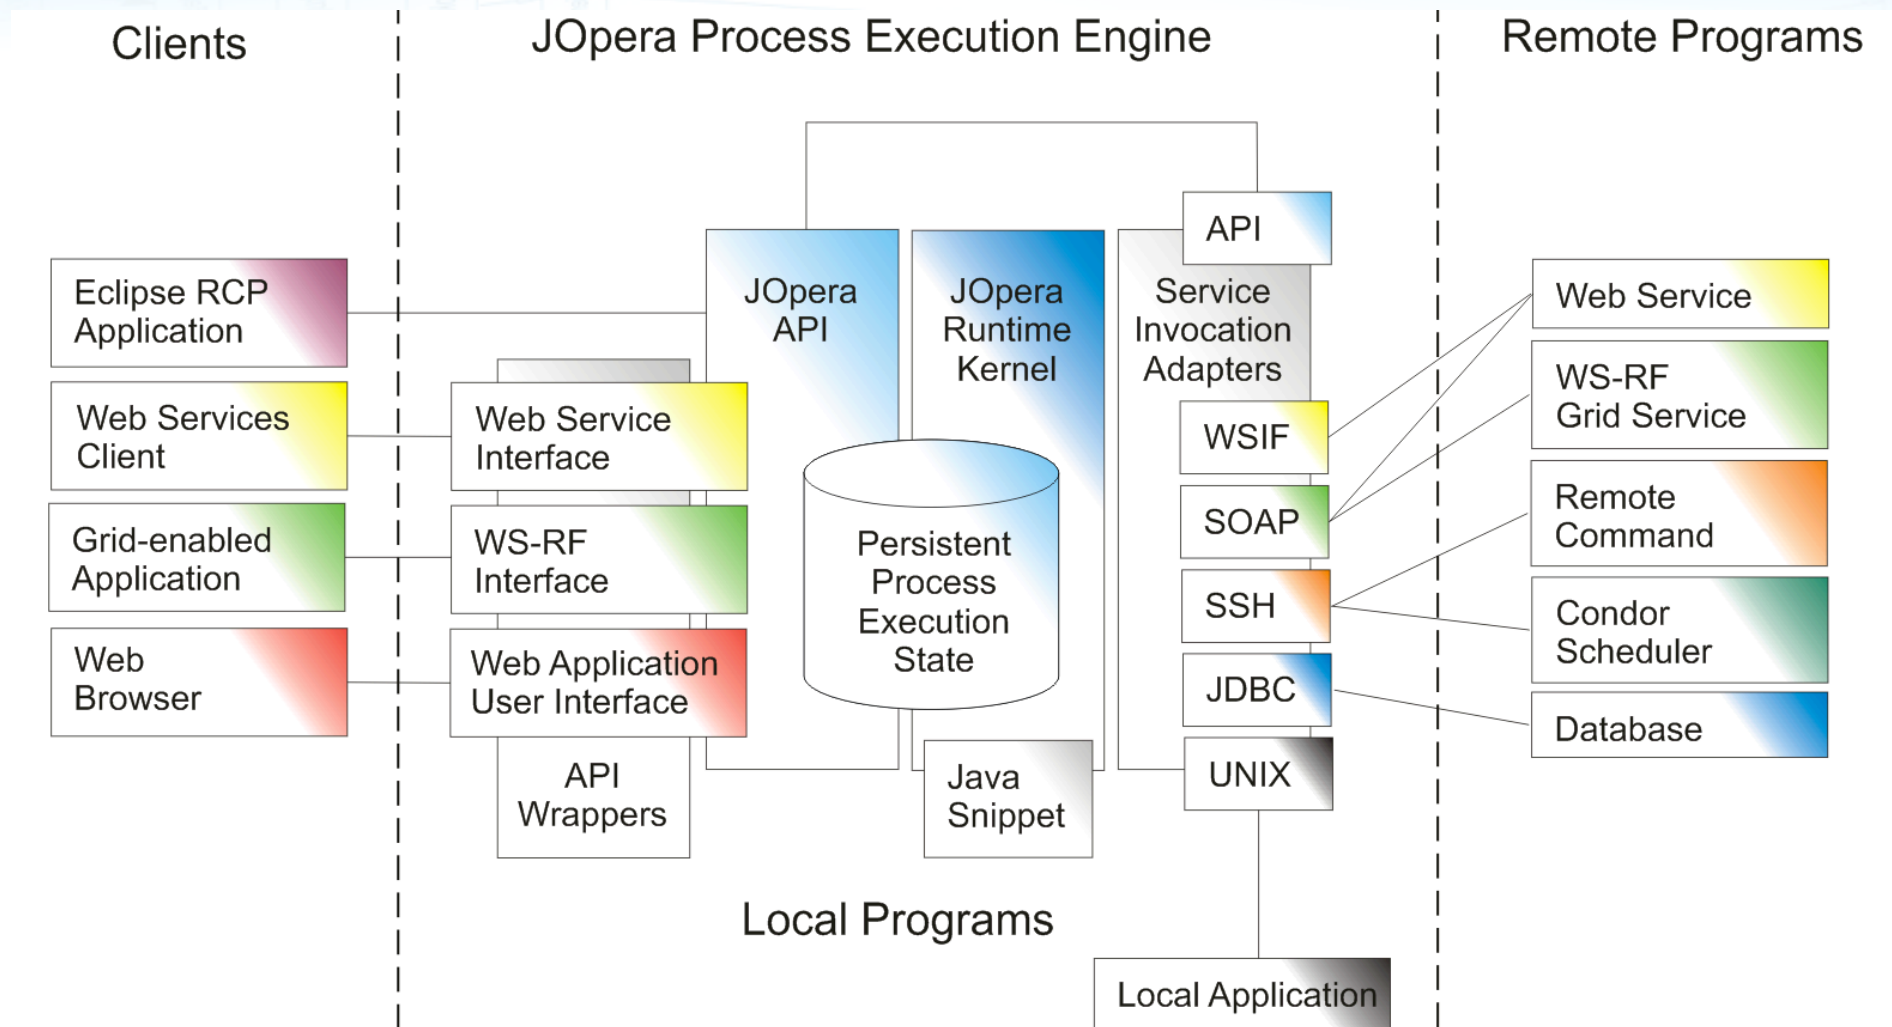 Clients
JOpera Process Execution Engine
Remote Programs
Eclipse RCP
Application
Web Services
Client
Grid-enabled
Application
Web
Browser
Web Service
Interface
WS-RF
Interface
Web Application
User Interface
API
Wrappers
JOpera
API
JOpera
Runtime
Kernel
Persistent
Process
Execution
State
Java
Snippet
API
Service
Invocation
Adapters
WSIF
SOAP
SSH
JDBC
UNIX
Web Service
WS-RF
Grid Service
Remote
Command
Condor
Scheduler
Database
Local Programs
Local Application